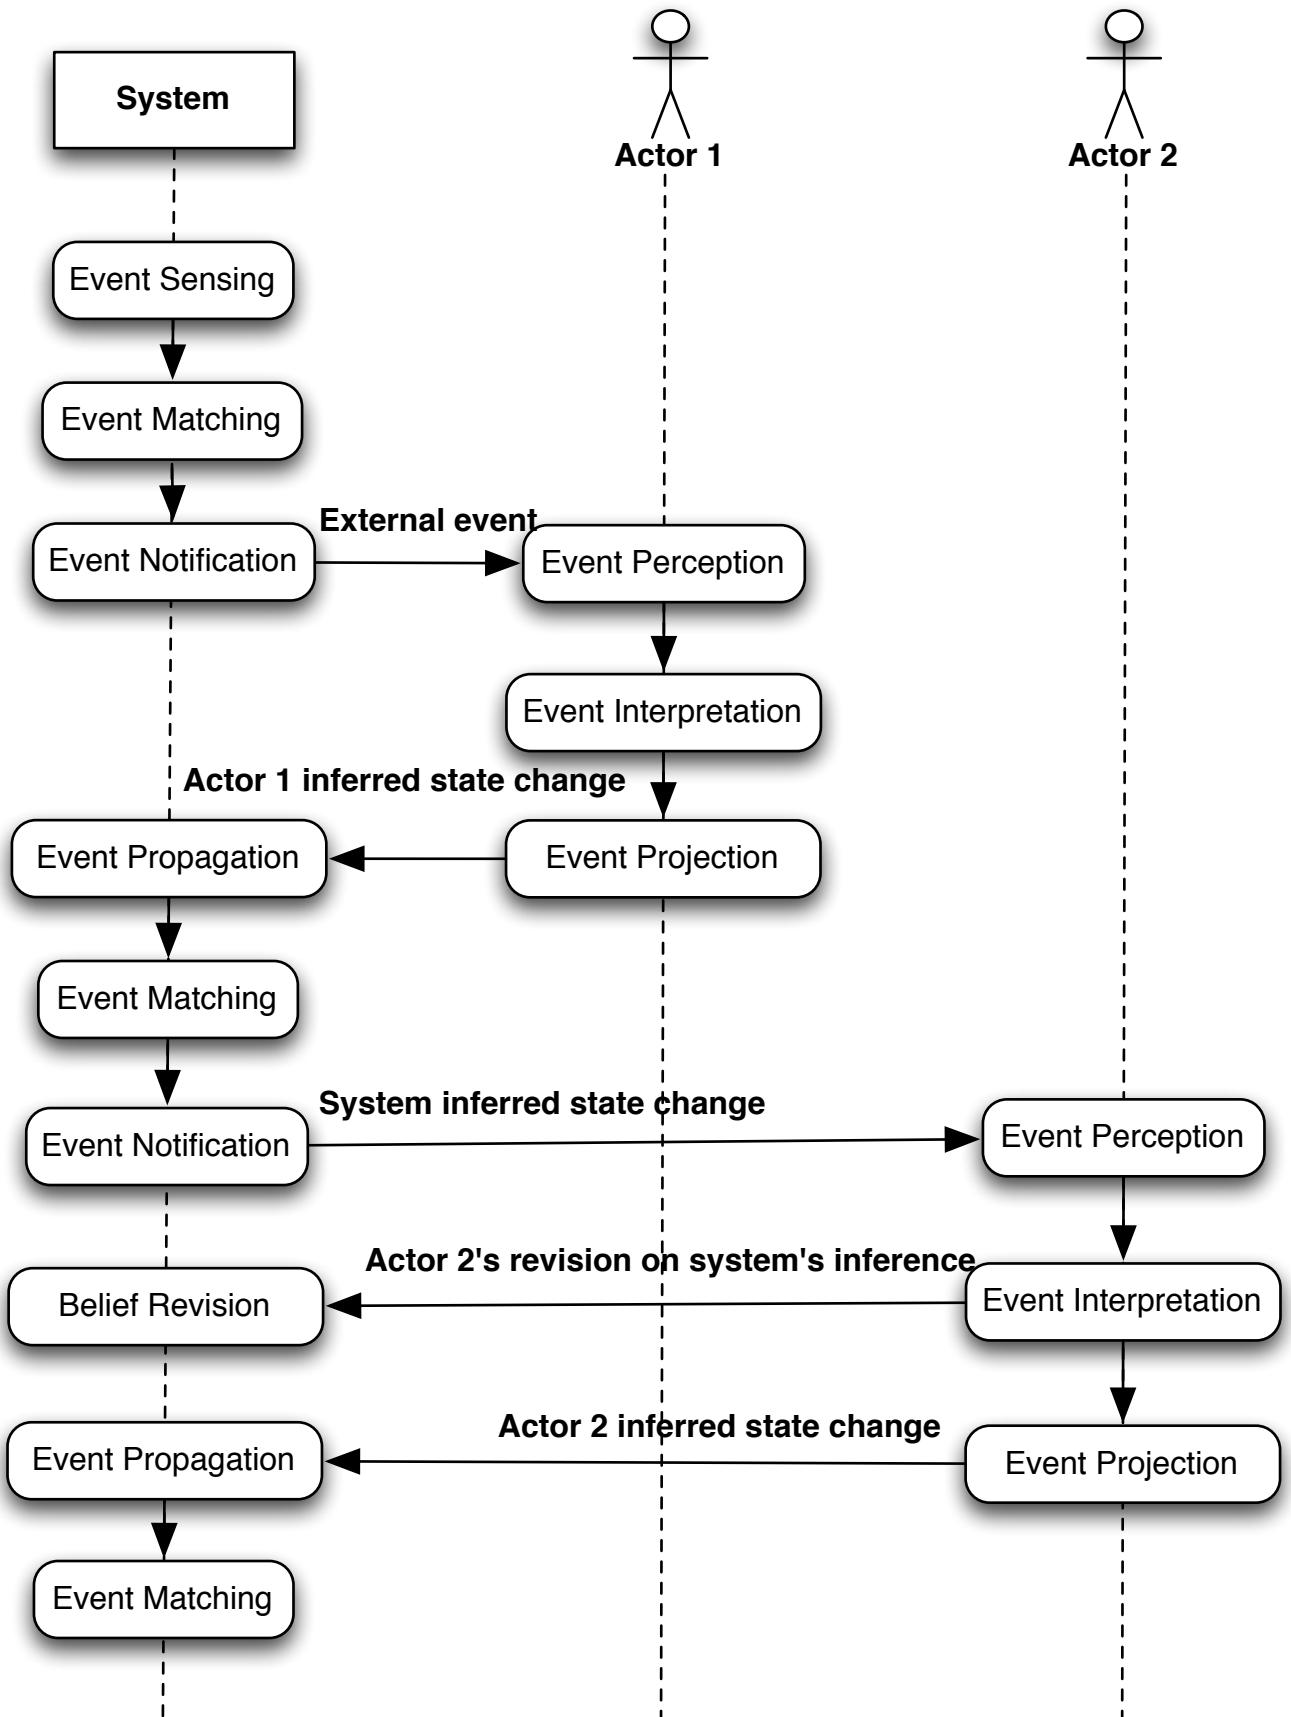 System
Actor 1
Actor 2
Event Sensing
Event Matching
External event
Event Notification
Event Perception
Event Interpretation
Actor 1 inferred state change
Event Propagation
Event Projection
Event Matching
System inferred state change
Event Notification
Event Perception
Actor 2's revision on system's inference
Belief Revision
Event Interpretation
Actor 2 inferred state change
Event Propagation
Event Projection
Event Matching